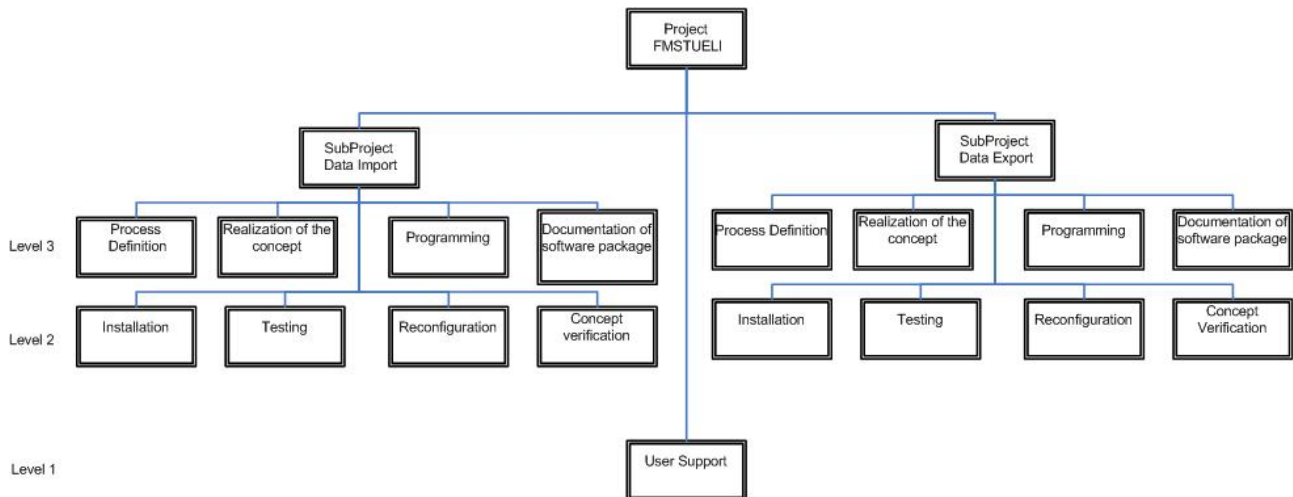 Project
FMSTUELI
SubProject
Data Import
SubProject
Data Export
Level 3
Process
Definition
Realization of the
concept
Programming
Documentation of
software package
Process Definition
Realization of the
concept
Programming
Documentation of
software package
Level 2
Installation
Testing
Reconfiguration
Concept
verification
Installation
Testing
Reconfiguration
Concept
Verification
Level 1
User Support